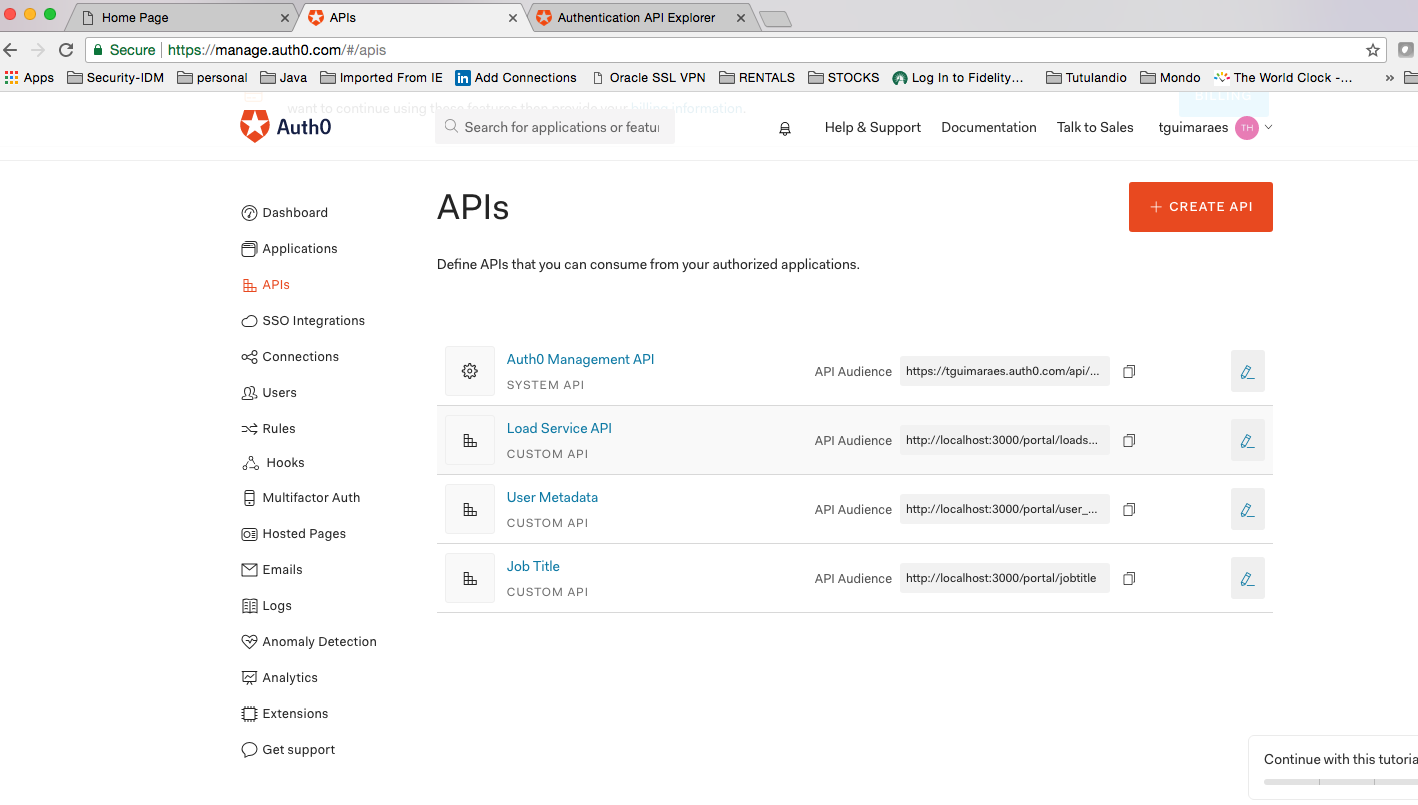 Home Page
APIs
Authentication API Explorer
Secure https://manage.auth0.com/#/apis
Apps Security-IDM personal Java Imported From IE Add Connections Oracle SSL VPN RENTALS STOCKS Log In to Fidelity... Tutulandio Mondo The World Clock -... »
want to continue using these features then provide your billing information.
BILLING
Auth0
Search for applications or featu
Help & Support Documentation Talk to Sales tguimaraes TH
Dashboard
Applications
APIs
SSO Integrations
Connections
Users
Rules
Hooks
Multifactor Auth
Hosted Pages
Emails
Logs
Anomaly Detection
Analytics
Extensions
Get support
APIs
+ CREATE API
Define APIs that you can consume from your authorized applications.
Auth0 Management API
SYSTEM API
API Audience https://tguimaraes.auth0.com/api/...
Load Service API
CUSTOM API
API Audience http://localhost:3000/portal/loads...
User Metadata
CUSTOM API
API Audience http://localhost:3000/portal/user_...
Job Title
CUSTOM API
API Audience http://localhost:3000/portal/jobtitle
Continue with this tutoria